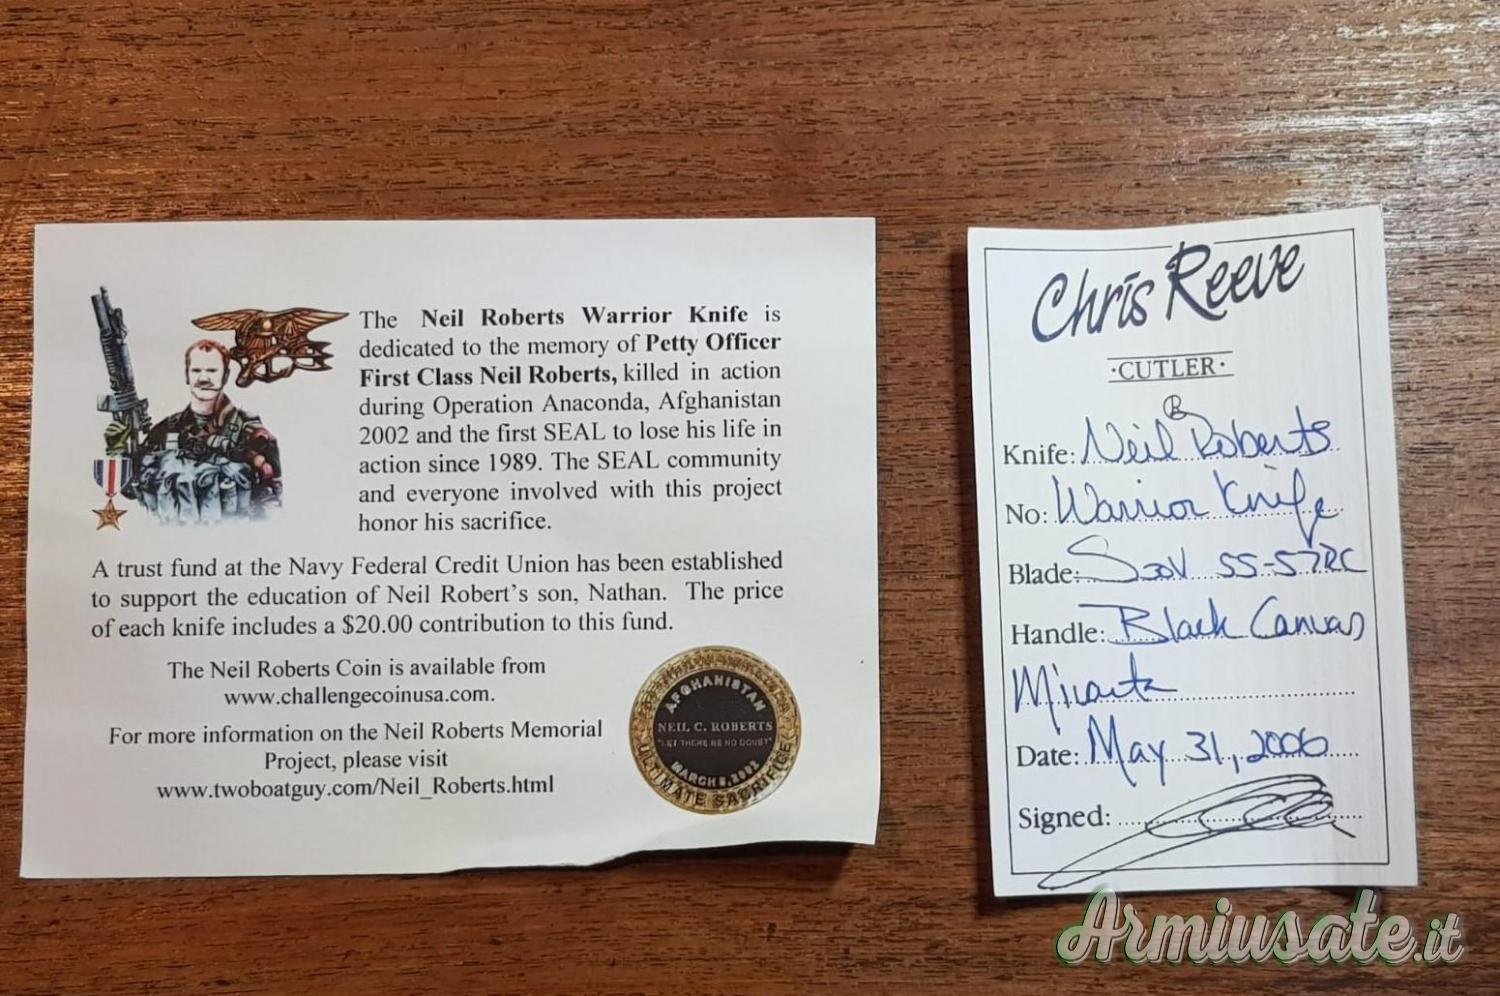 The Neil Roberts Warrior Knife is
dedicated to the memory of Petty Officer
First Class Neil Roberts, killed in action
during Operation Anaconda, Afghanistan
2002 and the first SEAL to lose his life in
action since 1989. The SEAL community
and everyone involved with this project
honor his sacrifice.
A trust fund at the Navy Federal Credit Union has been established
to support the education of Neil Robert's son, Nathan. The price
of each knife includes a $20.00 contribution to this fund.
The Neil Roberts Coin is available from
www.challengecoinusa.com.
For more information on the Neil Roberts Memorial
Project, please visit
www.twoboatguy.com/Neil_Roberts.html
AFGHANISTAN
NEIL C. ROBERTS
"LET THERE BE NO DOUBT"
MARCH 2002
ULTIMATE SACRIFICE
Chris Reeve
·CUTLER·
Knife: Neil Roberts
No: Warrior Knife
Blade: S30V 55-57RC
Handle: Black Canvas
Micarta
Date: May 31, 2006
Signed:
Armiusate.it